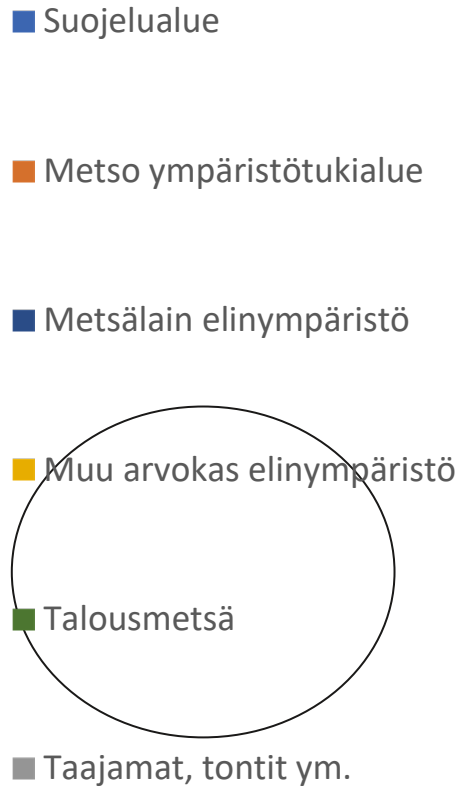 Suojelualue
Metso ympäristötukialue
Metsälain elinympäristö
Muu arvokas elinympäristö
Talousmetsä
Taajamat, tontit ym.